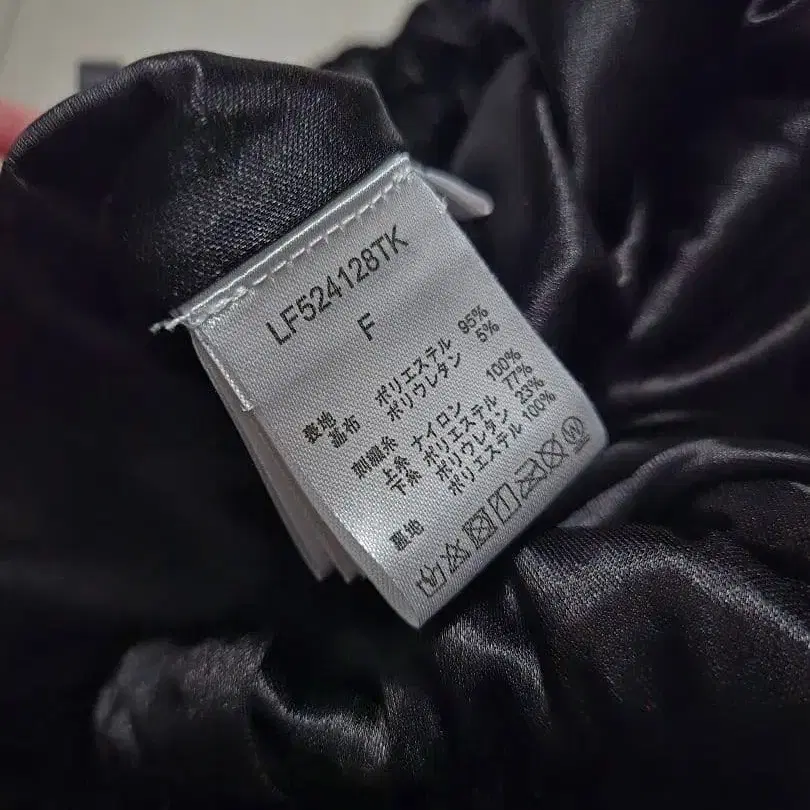 LF524128TK
F
表地 ポリエステル 95%
基布 ポリウレタン 5%
刺繍糸
上糸 ナイロン 100%
下糸 ポリエステル 77%
ポリウレタン 23%
裏地 ポリエステル 100%